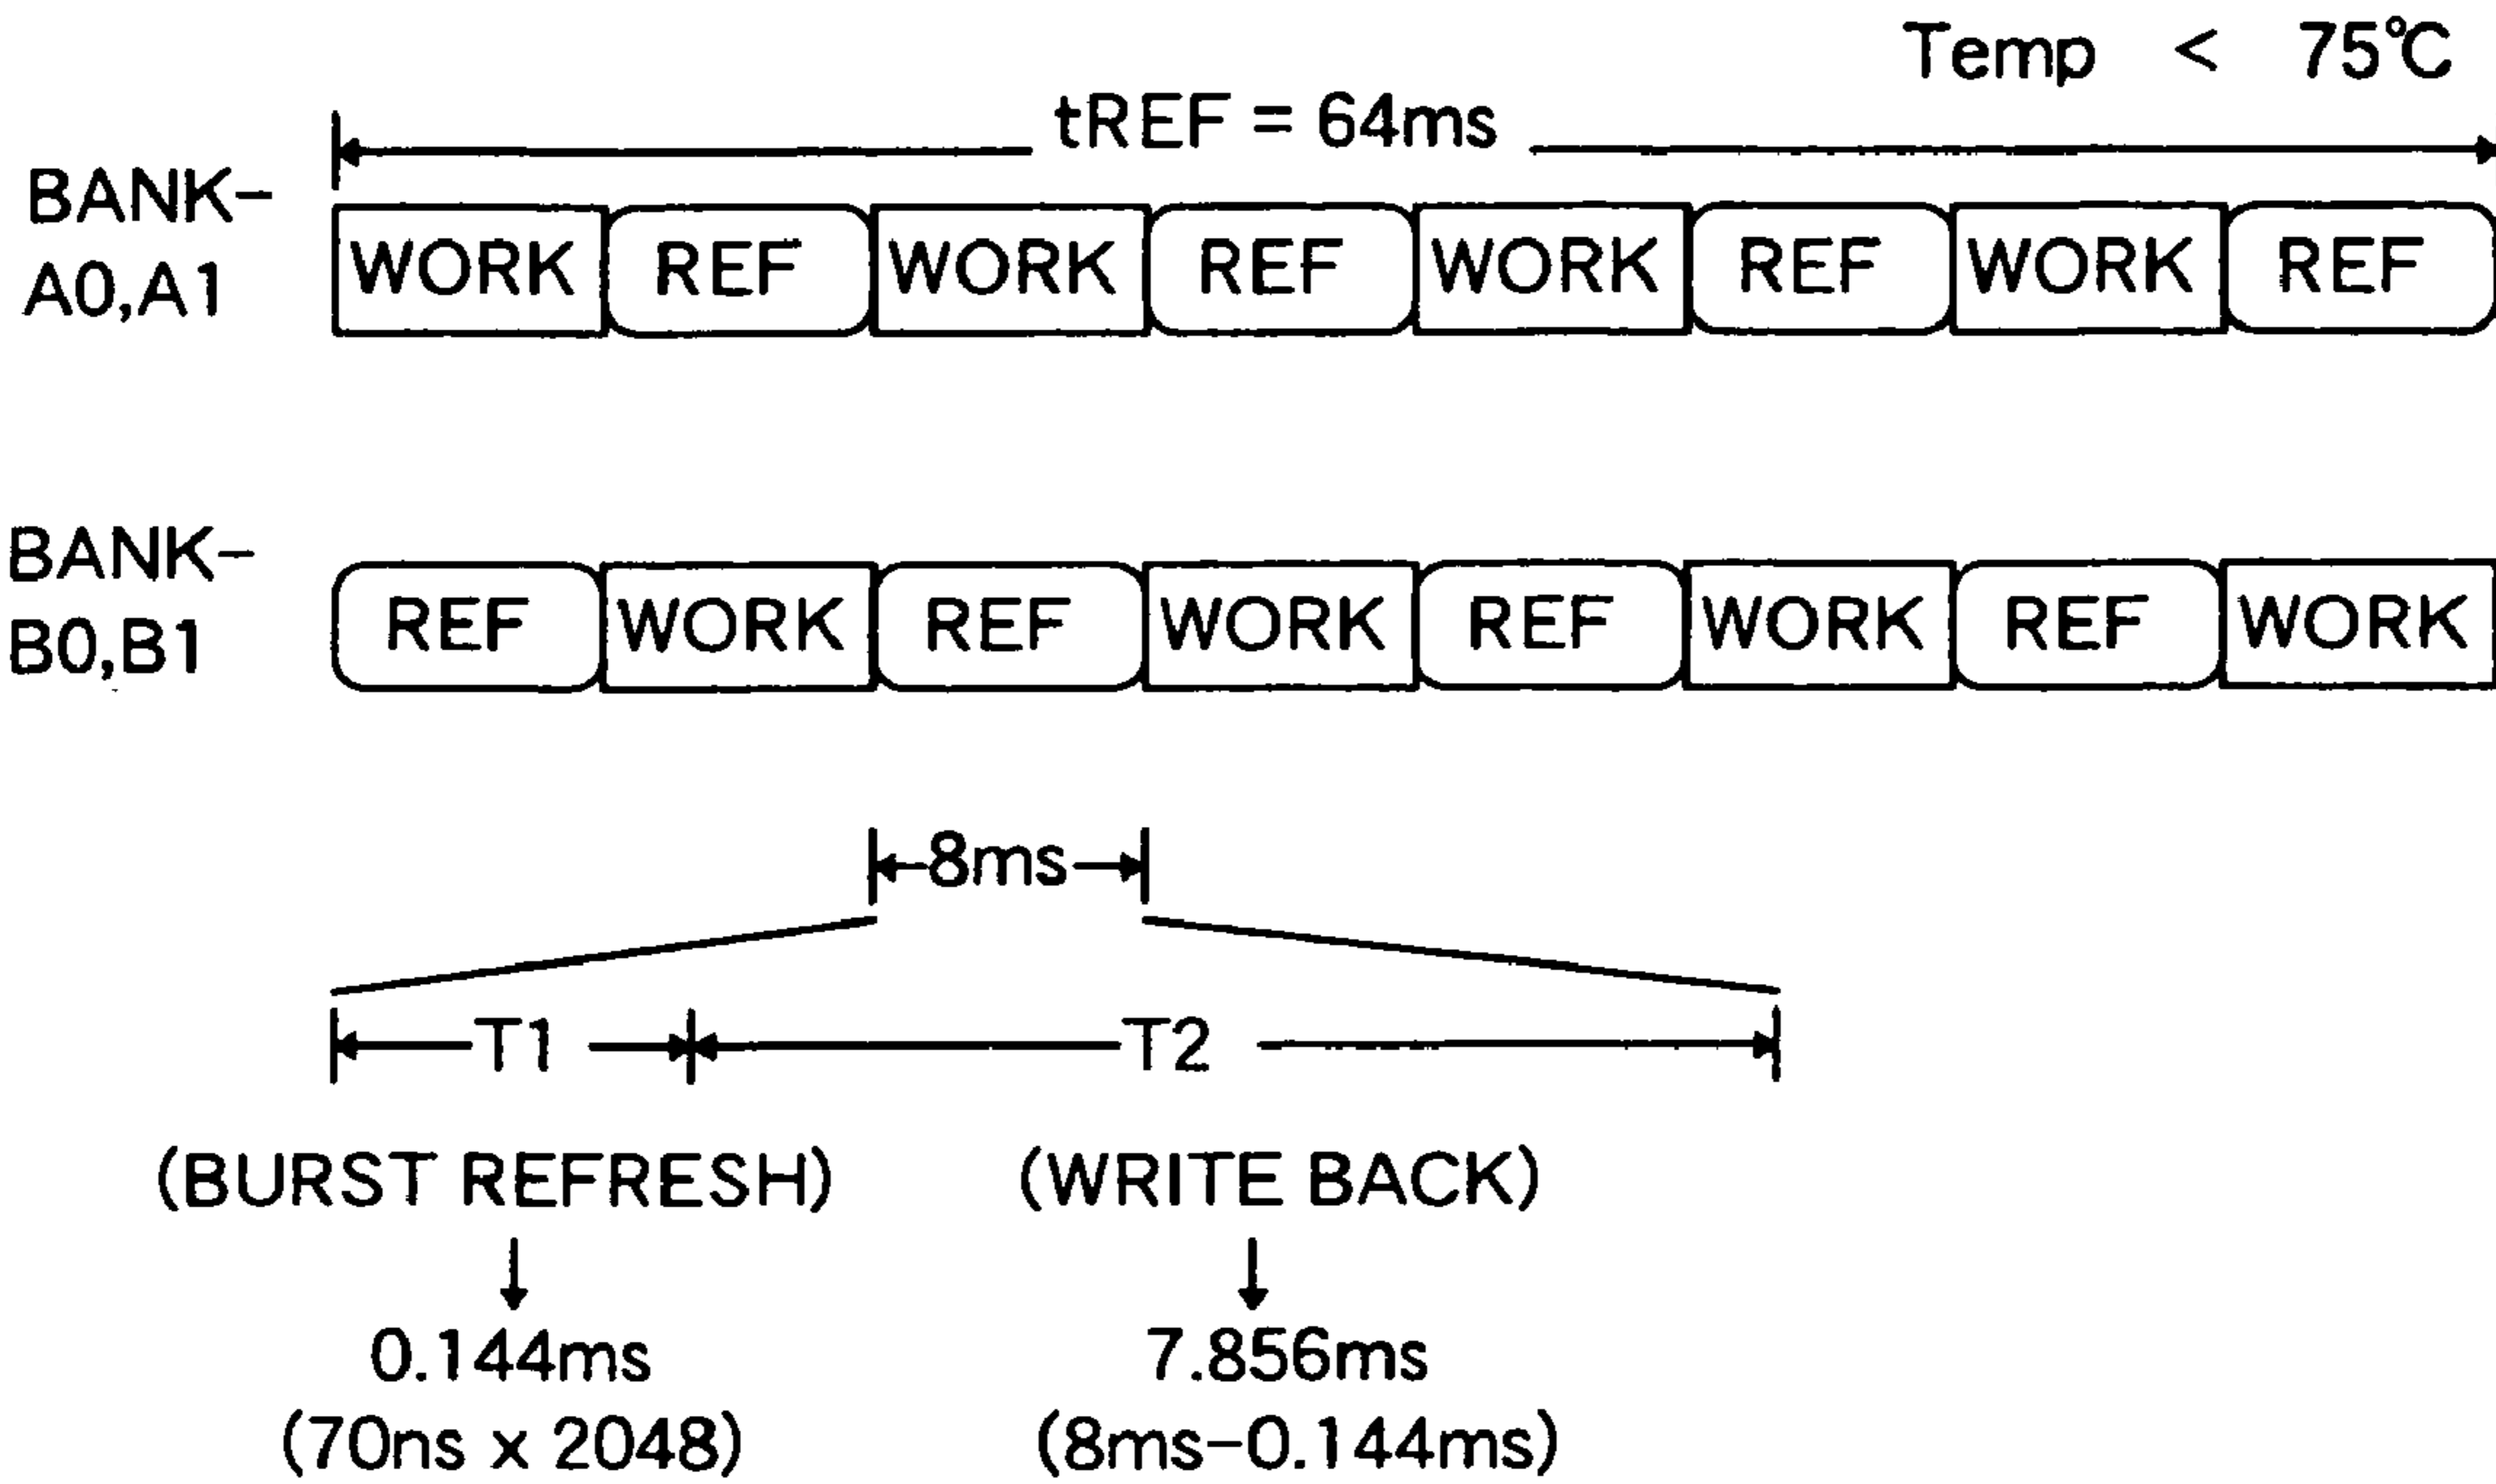 Temp < 75℃
tREF = 64ms
BANK-
A0,A1
WORK REF WORK REF WORK REF WORK REF
BANK-
B0,B1
REF WORK REF WORK REF WORK REF WORK
8ms
T1 T2
(BURST REFRESH) (WRITE BACK)
0.144ms 7.856ms
(70ns x 2048) (8ms-0.144ms)